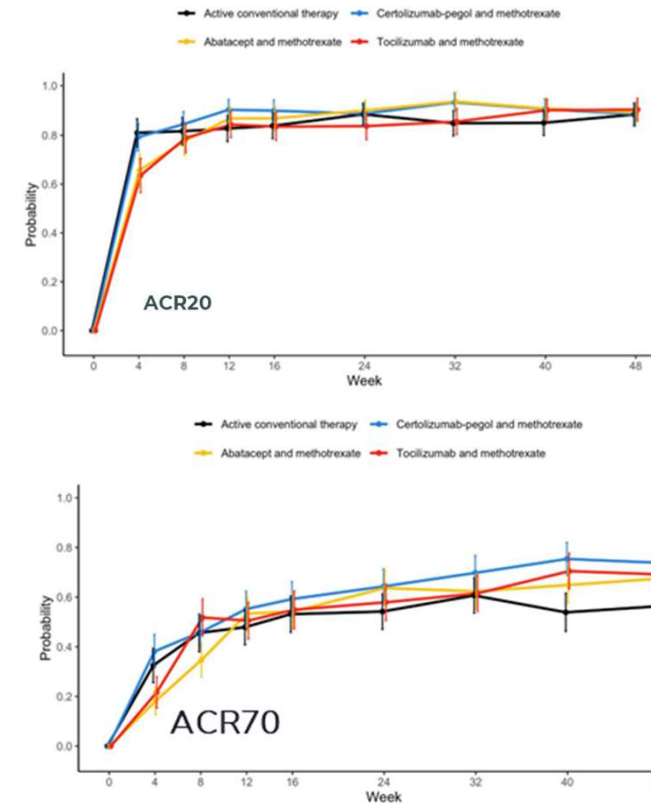 Active conventional therapy Certolizumab-pegol and methotrexate
Abatacept and methotrexate Tocilizumab and methotrexate
1.0
0.8
0.6
0.4
0.2
0.0
Probability
ACR20
0 4 8 12 16 24 32 40 48
Week
Active conventional therapy Certolizumab-pegol and methotrexate
Abatacept and methotrexate Tocilizumab and methotrexate
1.0
0.8
0.6
0.4
0.2
0.0
Probability
ACR70
0 4 8 12 16 24 32 40
Week